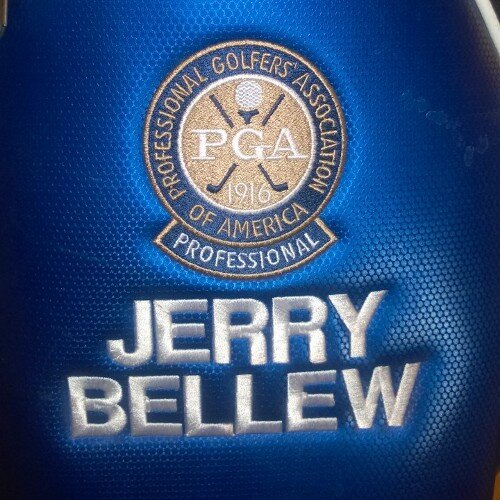 PROFESSIONAL GOLFERS' ASSOCIATION
OF AMERICA
PGA
1916
PROFESSIONAL
JERRY
BELLEW